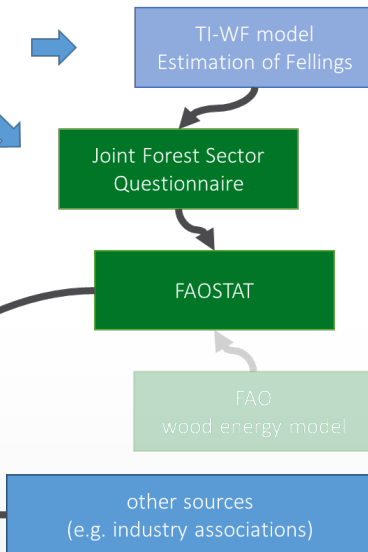 TI-WF model
Estimation of Fellings
Joint Forest Sector
Questionnaire
FAOSTAT
FAO
wood energy model
other sources
(e.g. industry associations)